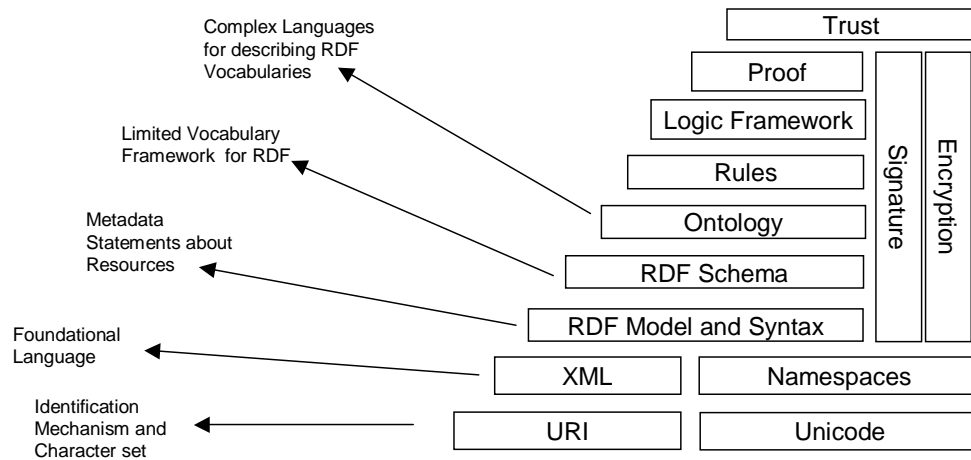 Complex Languages
for describing RDF
Vocabularies
Limited Vocabulary
Framework for RDF
Metadata
Statements about
Resources
Foundational
Language
Identification
Mechanism and
Character set
Trust
Proof
Logic Framework
Rules
Ontology
RDF Schema
RDF Model and Syntax
XML
Namespaces
URI
Unicode
Signature
Encryption